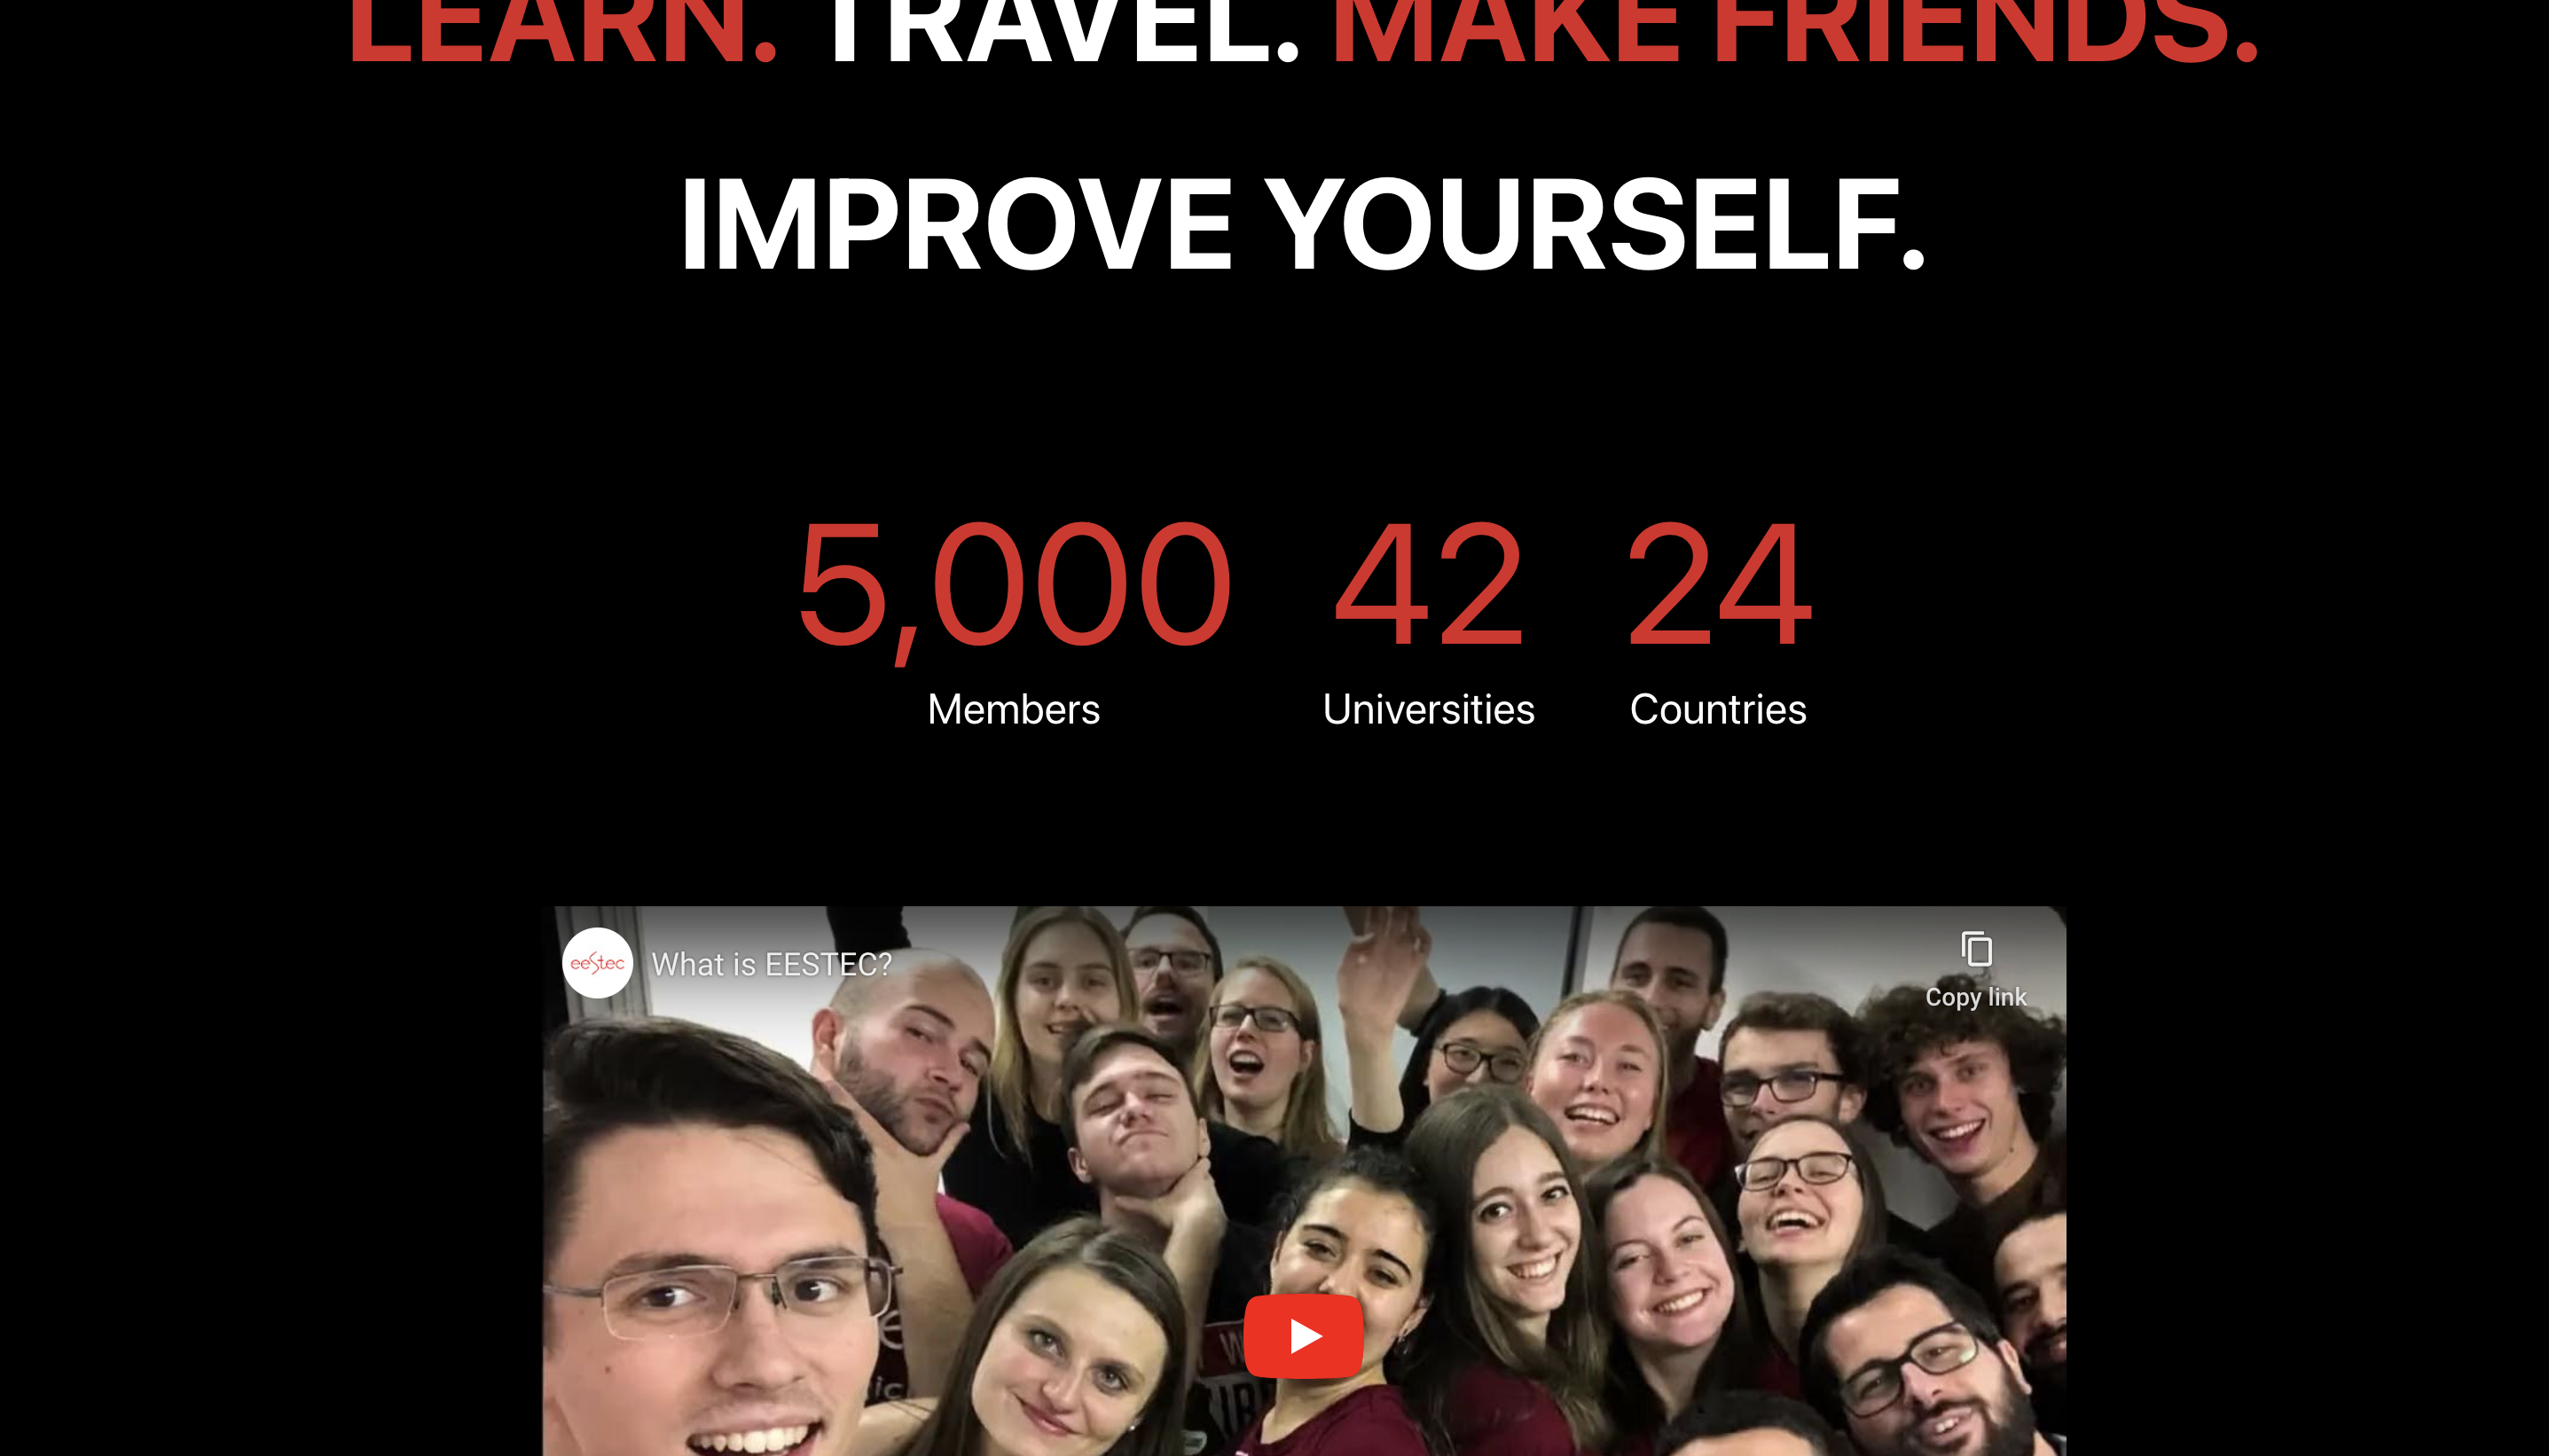 LEARN. TRAVEL. MAKE FRIENDS.
IMPROVE YOURSELF.
5,000 42 24
Members Universities Countries
eestec What is EESTEC?
Copy link